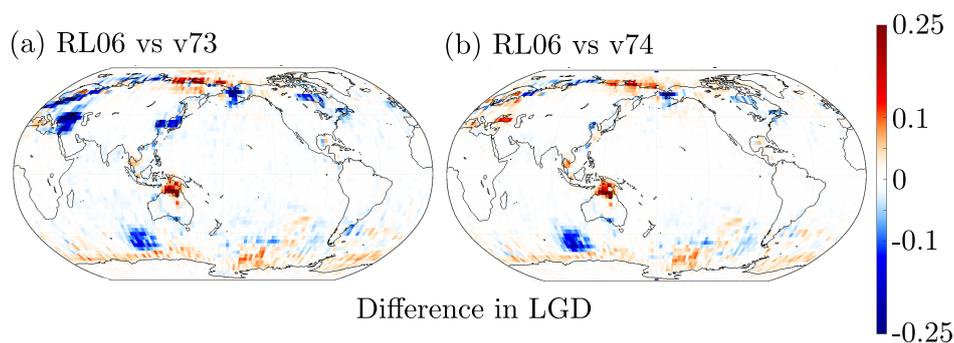 (a) RL06 vs v73
(b) RL06 vs v74
0.25
0.1
0
-0.1
-0.25
Difference in LGD